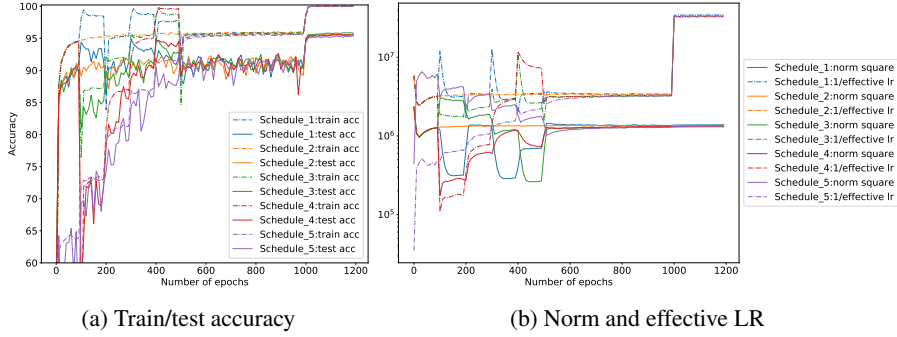 100
95
90
85
80
75
70
65
60
Accuracy
0
200
400
600
800
1000
1200
Number of epochs
Schedule_1:train acc
Schedule_1:test acc
Schedule_2:train acc
Schedule_2:test acc
Schedule_3:train acc
Schedule_3:test acc
Schedule_4:train acc
Schedule_4:test acc
Schedule_5:train acc
Schedule_5:test acc
(a) Train/test accuracy
10^7
10^6
10^5
0
200
400
600
800
1000
1200
Number of epochs
Schedule_1:norm square
Schedule_1:1/effective lr
Schedule_2:norm square
Schedule_2:1/effective lr
Schedule_3:norm square
Schedule_3:1/effective lr
Schedule_4:norm square
Schedule_4:1/effective lr
Schedule_5:norm square
Schedule_5:1/effective lr
(b) Norm and effective LR